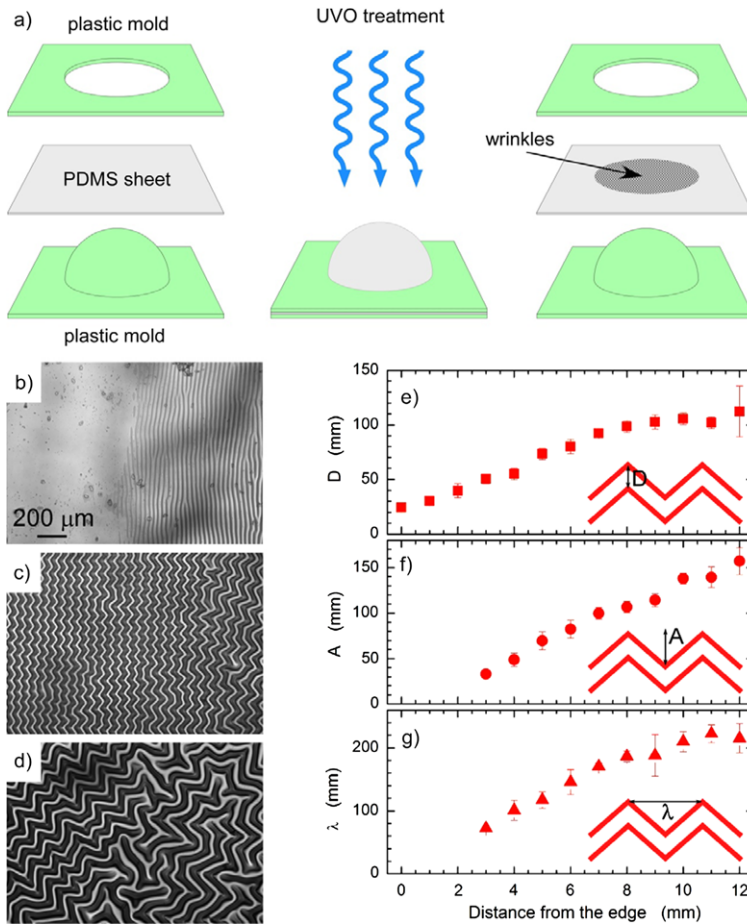 a)
plastic mold
UVO treatment
wrinkles
PDMS sheet
plastic mold
b)
200 μm
c)
d)
e)
150
100
50
0
D (mm)
D
f)
150
100
50
0
A (mm)
A
g)
200
100
0
λ (mm)
λ
0 2 4 6 8 10 12
Distance from the edge (mm)